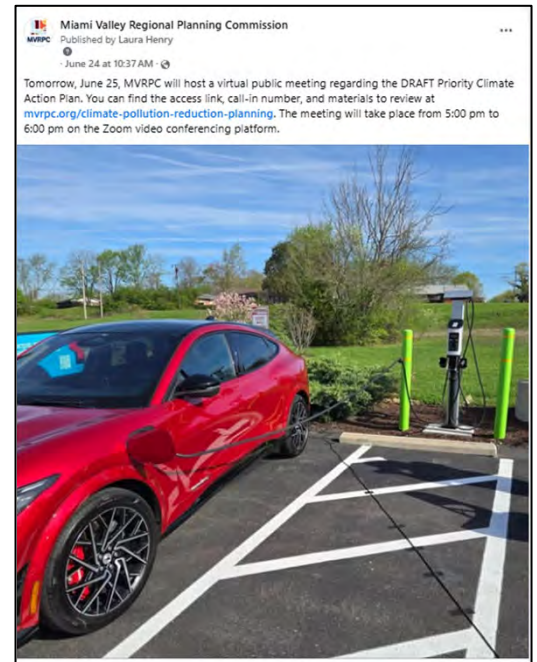 Miami Valley Regional Planning Commission
Published by Laura Henry
MVRPC
· June 24 at 10:37 AM ·
Tomorrow, June 25, MVRPC will host a virtual public meeting regarding the DRAFT Priority Climate
Action Plan. You can find the access link, call-in number, and materials to review at
mvrpc.org/climate-pollution-reduction-planning. The meeting will take place from 5:00 pm to
6:00 pm on the Zoom video conferencing platform.